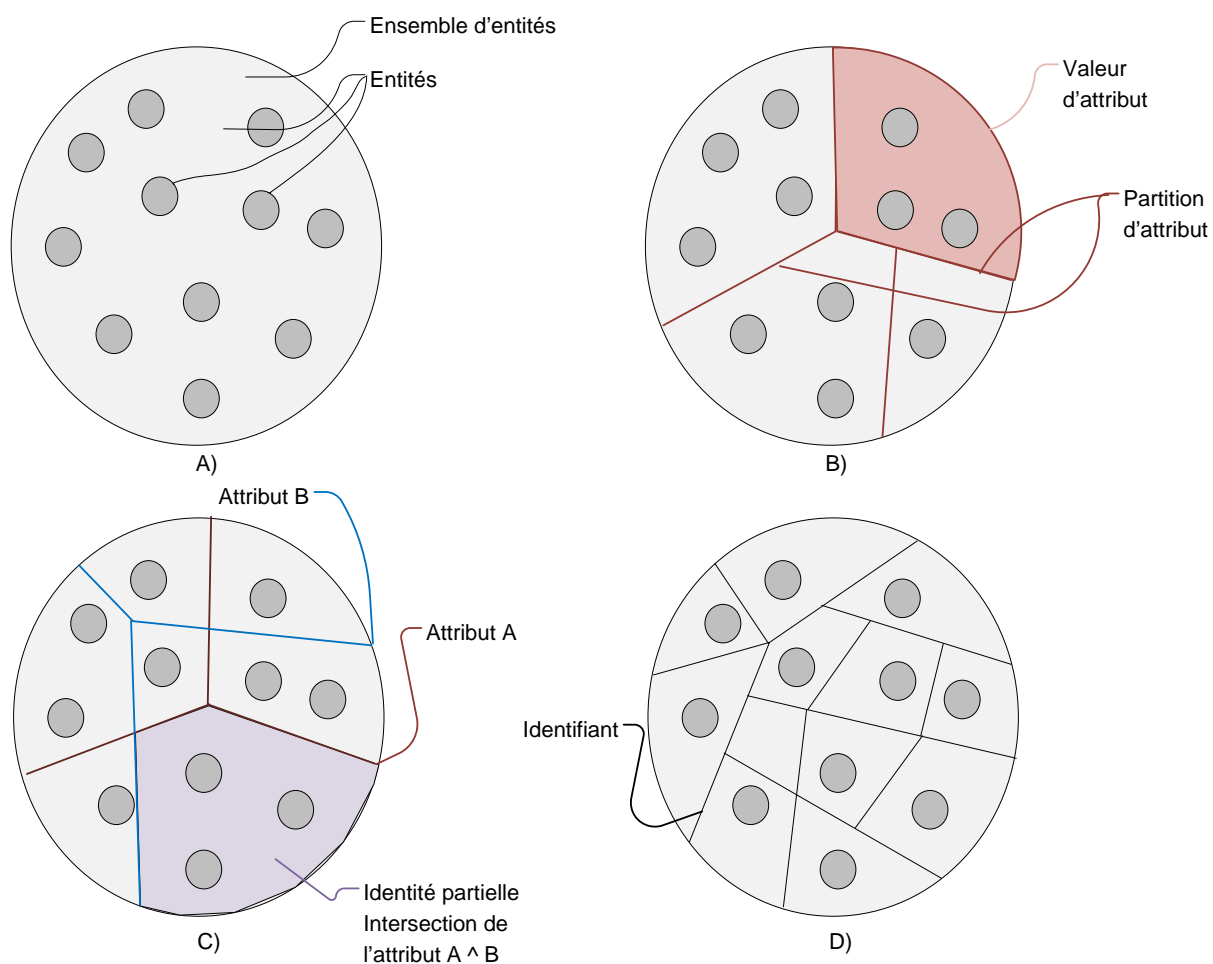 Ensemble d'entités
Entités
A)
Valeur
d'attribut
Partition
d'attribut
B)
Attribut B
Attribut A
Identité partielle
Intersection de
l'attribut A ^ B
C)
Identifiant
D)